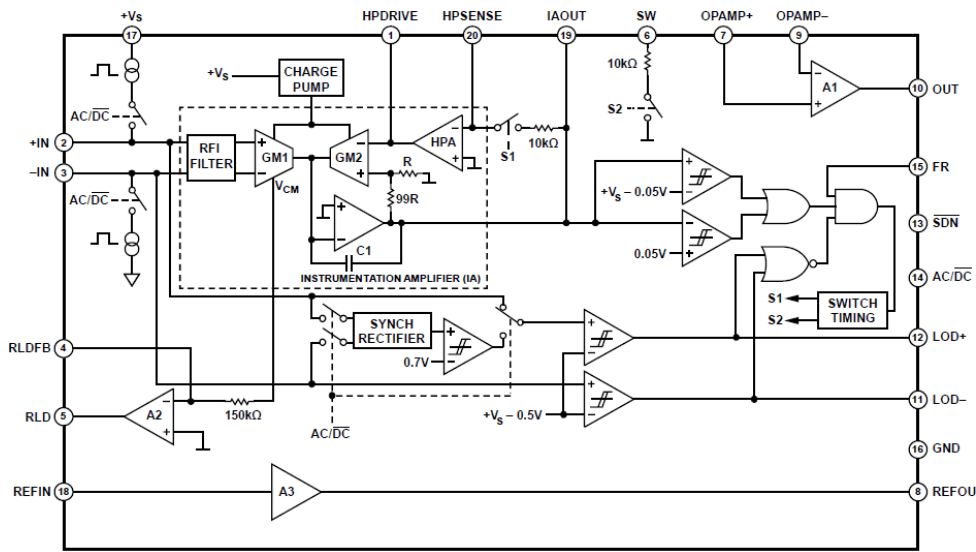 +VS HPDRIVE HPSENSE IAOUT SW OPAMP+ OPAMP–
17 1 20 19 6 7 9
10kΩ
+VS
CHARGE
PUMP
S2
A1
10 OUT
AC/DC
+IN 2
–IN 3
RFI
FILTER
GM1
GM2
HPA
S1
10kΩ
R
VCM
99R
C1
INSTRUMENTATION AMPLIFIER (IA)
AC/DC
+VS – 0.05V
0.05V
15 FR
13 SDN
14 AC/DC
S1
S2
SWITCH
TIMING
RLDFB 4
SYNCH
RECTIFIER
0.7V
12 LOD+
RLD 5
A2
150kΩ
AC/DC
+VS – 0.5V
11 LOD–
16 GND
REFIN 18
A3
8 REFOU